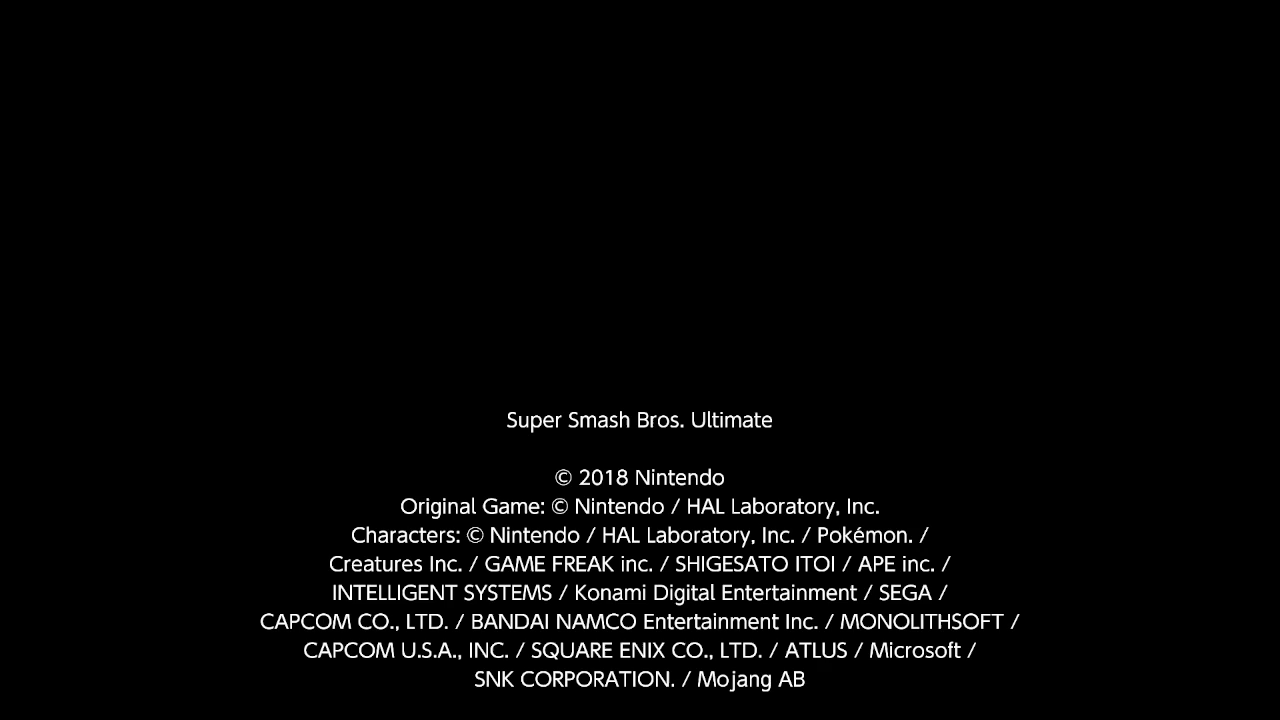 Super Smash Bros. Ultimate
© 2018 Nintendo
Original Game: © Nintendo / HAL Laboratory, Inc.
Characters: © Nintendo / HAL Laboratory, Inc. / Pokémon. /
Creatures Inc. / GAME FREAK inc. / SHIGESATO ITOI / APE inc. /
INTELLIGENT SYSTEMS / Konami Digital Entertainment / SEGA /
CAPCOM CO., LTD. / BANDAI NAMCO Entertainment Inc. / MONOLITHSOFT /
CAPCOM U.S.A., INC. / SQUARE ENIX CO., LTD. / ATLUS / Microsoft /
SNK CORPORATION. / Mojang AB